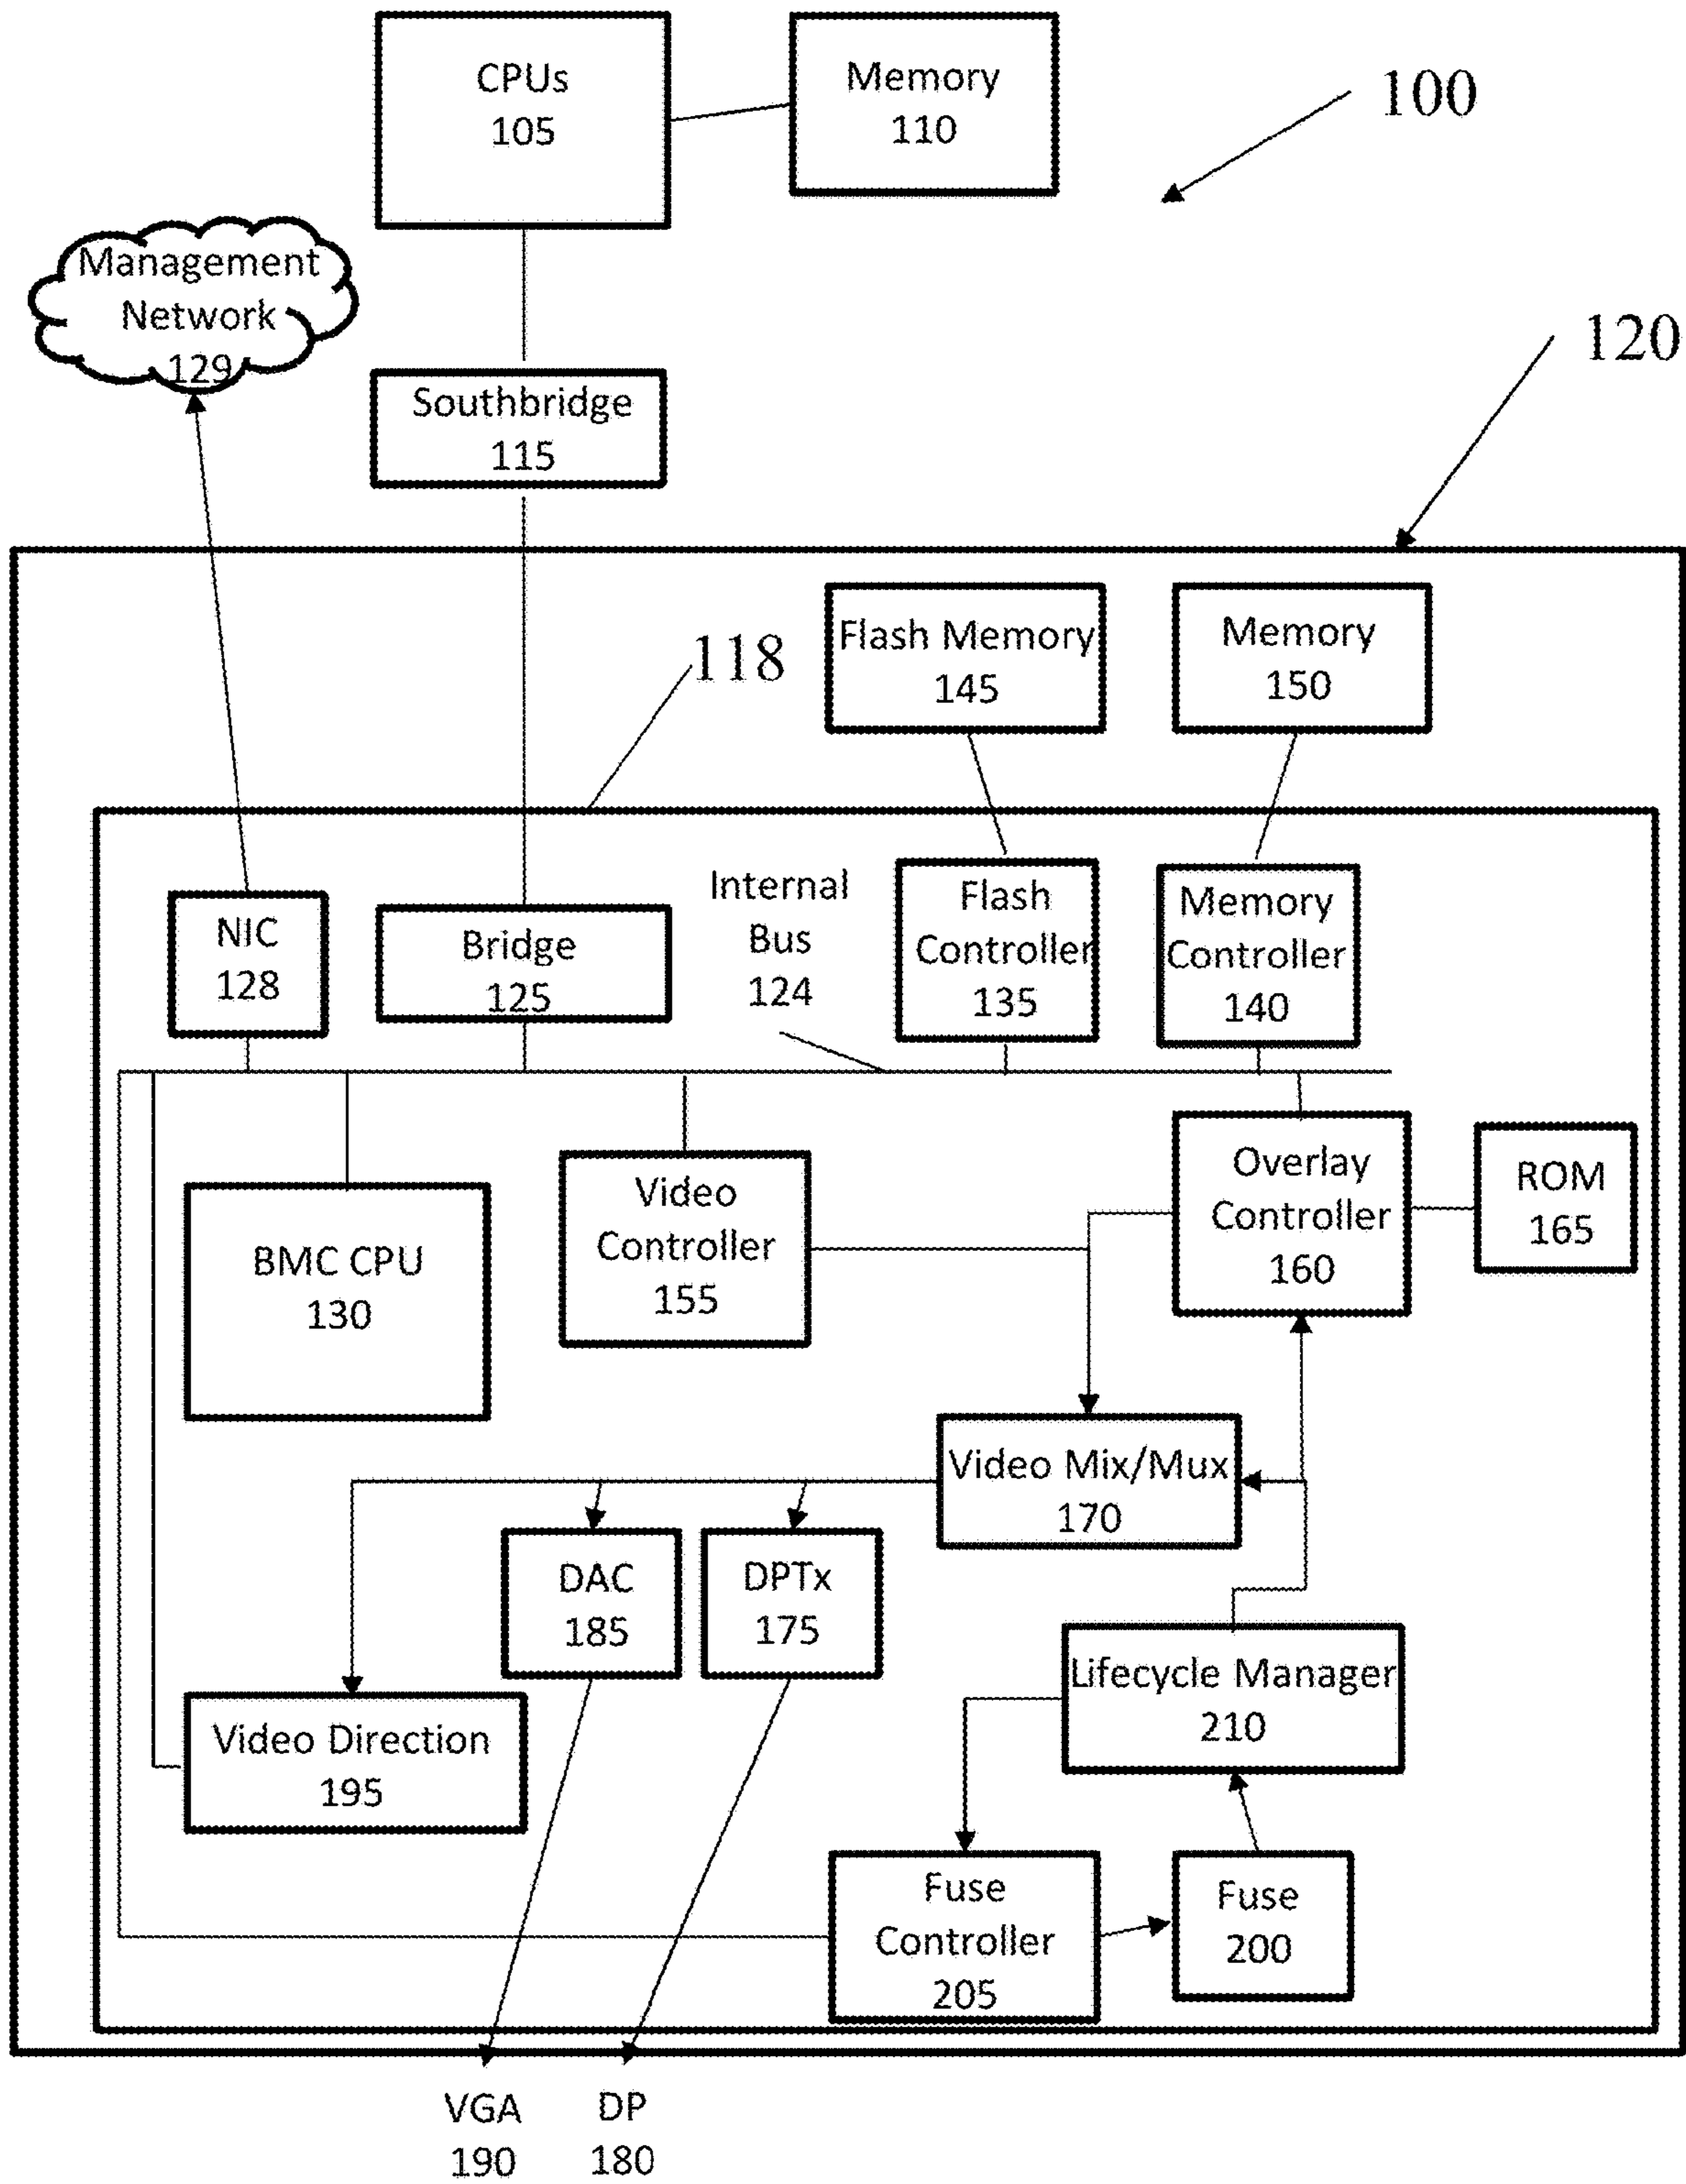 CPUs
105
Memory
110
100
Management
Network
129
120
Southbridge
115
118
Flash Memory
145
Memory
150
NIC
128
Bridge
125
Internal
Bus
124
Flash
Controller
135
Memory
Controller
140
BMC CPU
130
Video
Controller
155
Overlay
Controller
160
ROM
165
Video Mix/Mux
170
DAC
185
DPTx
175
Lifecycle Manager
210
Video Direction
195
Fuse
Controller
205
Fuse
200
VGA
190
DP
180